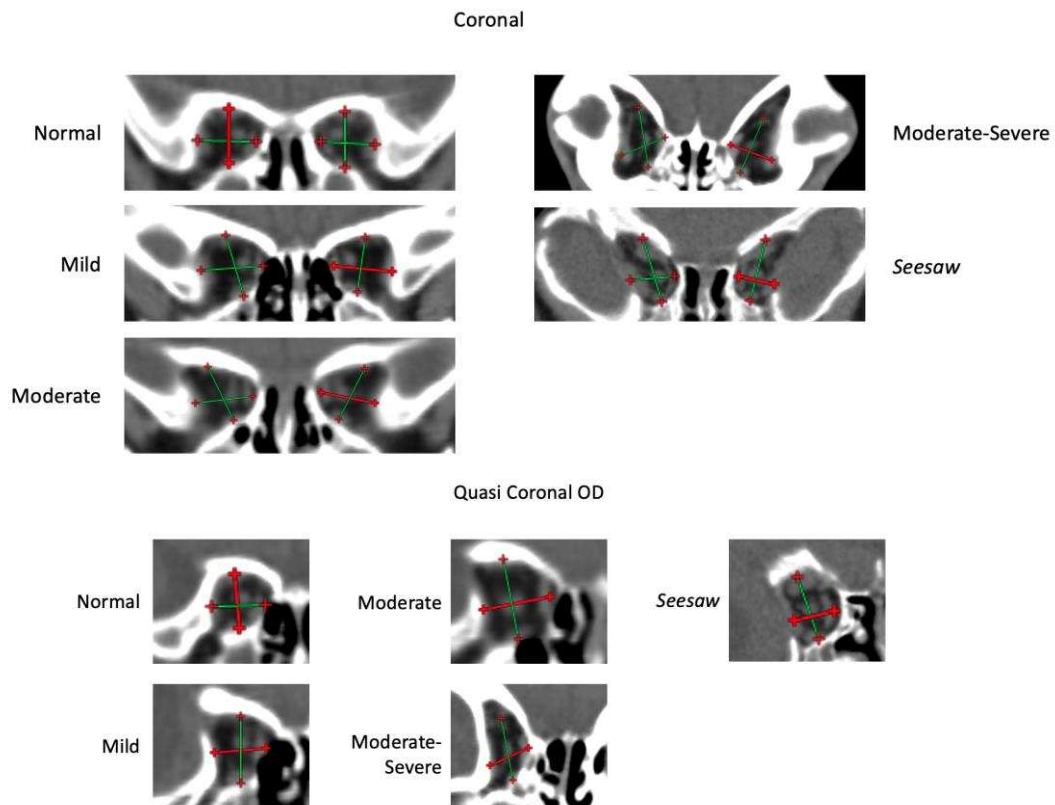 Coronal
Normal
Moderate-Severe
Mild
Seesaw
Moderate
Quasi Coronal OD
Normal
Moderate
Seesaw
Mild
Moderate-
Severe